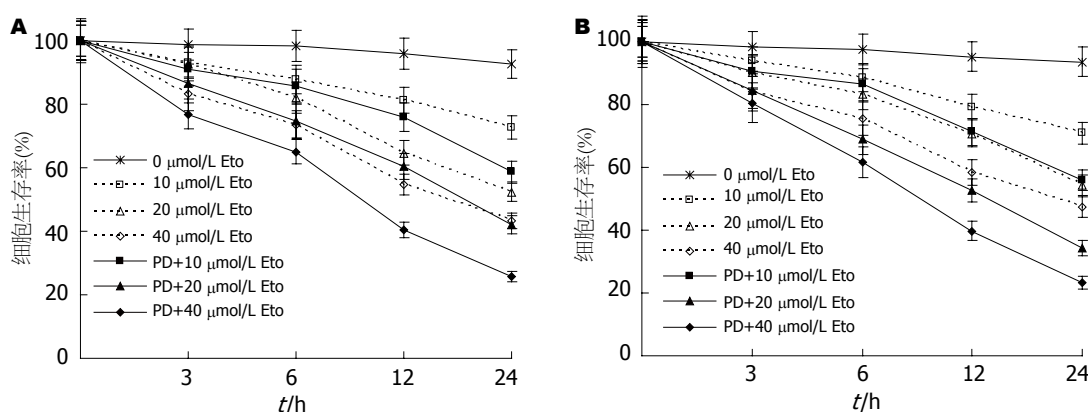 A
100
80
60
40
20
0
细胞生存率(%)
0 μmol/L Eto
10 μmol/L Eto
20 μmol/L Eto
40 μmol/L Eto
PD+10 μmol/L Eto
PD+20 μmol/L Eto
PD+40 μmol/L Eto
3 6 12 24
t/h
B
100
80
60
40
20
0
细胞生存率(%)
0 μmol/L Eto
10 μmol/L Eto
20 μmol/L Eto
40 μmol/L Eto
PD+10 μmol/L Eto
PD+20 μmol/L Eto
PD+40 μmol/L Eto
3 6 12 24
t/h